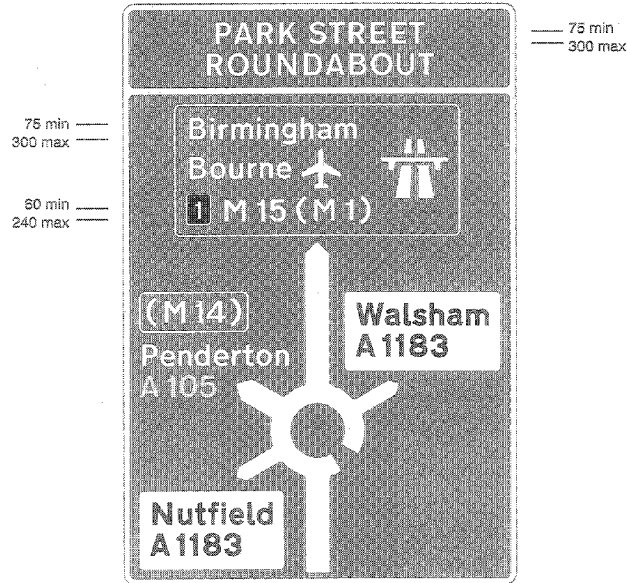 PARK STREET
ROUNDABOUT
75 min
300 max
75 min
300 max
Birmingham
Bourne
60 min
240 max
1 M 15 (M 1)
(M 14)
Penderton
A 105
Walsham
A 1183
Nutfield
A 1183